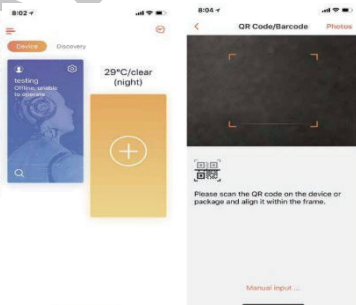 8:02
Device
Discovery
testing
Offline, unable
to operate
29°C/clear
(night)
8:04
QR Code/Barcode
Photos
Please scan the QR code on the device or
package and align it within the frame.
Manual input ...